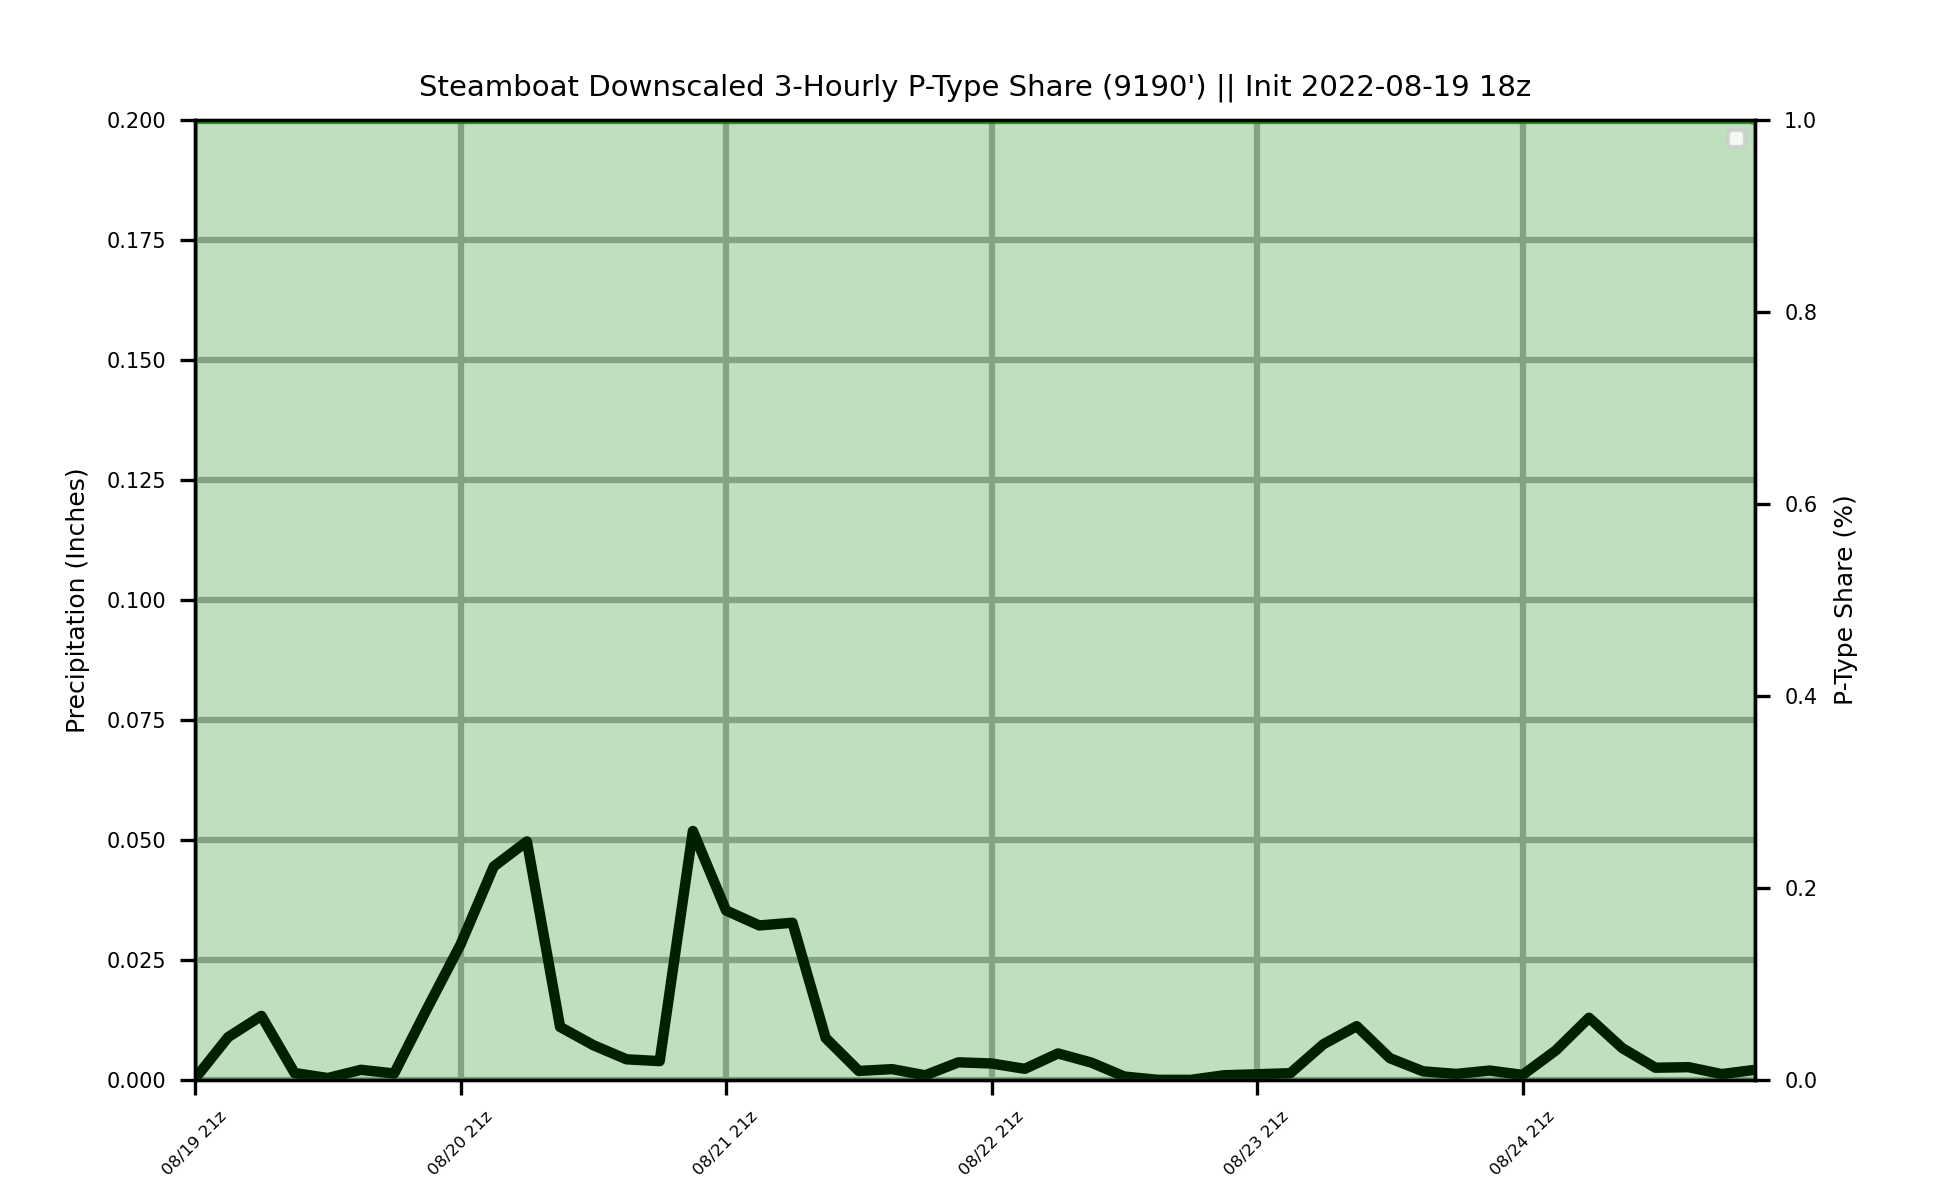 Steamboat Downscaled 3-Hourly P-Type Share (9190') || Init 2022-08-19 18z
0.200
0.175
0.150
0.125
0.100
0.075
0.050
0.025
0.000
Precipitation (Inches)
1.0
0.8
0.6
0.4
0.2
0.0
P-Type Share (%)
08/19 21z
08/20 21z
08/21 21z
08/22 21z
08/23 21z
08/24 21z